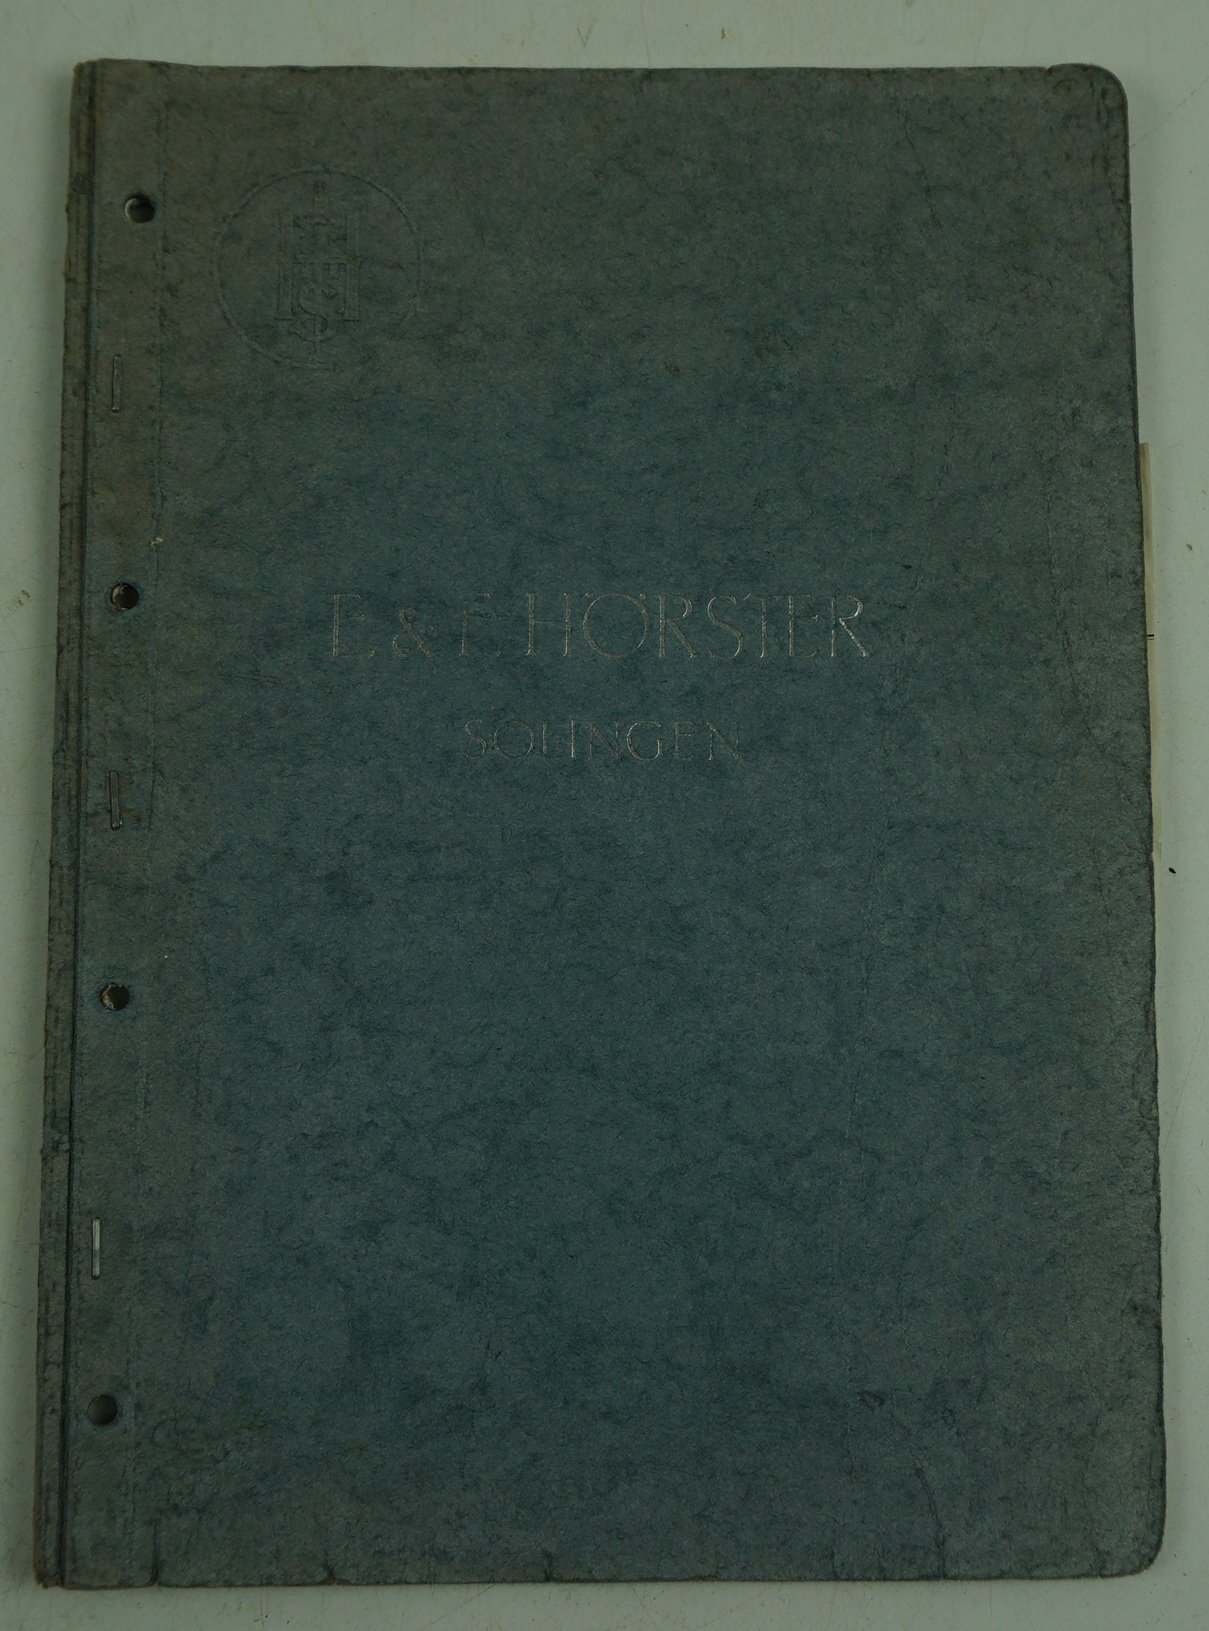 E. & F. HÖRSTER
SOLINGEN